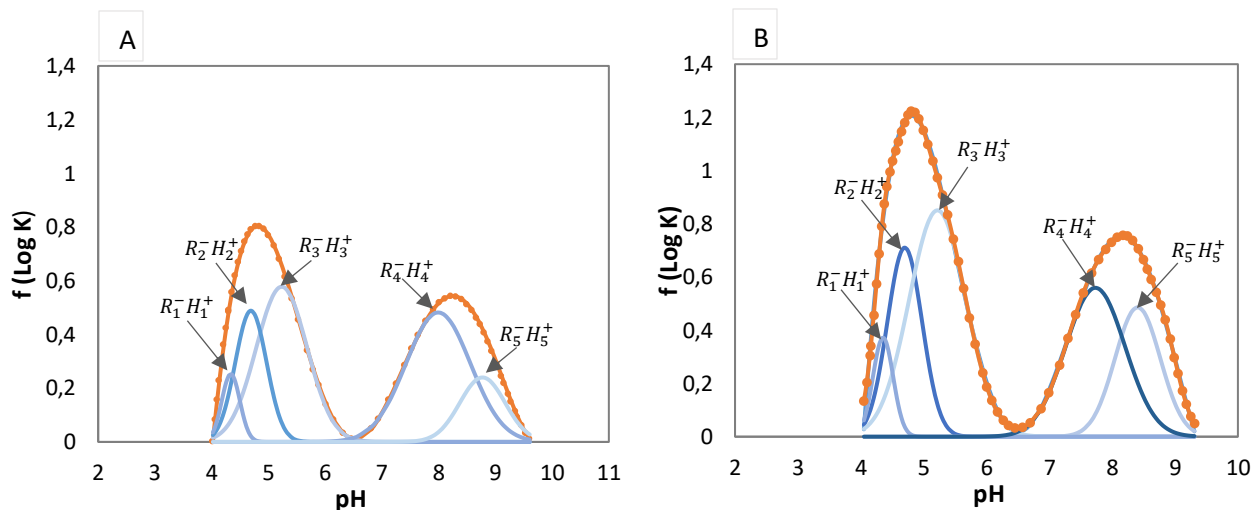 A
f (Log K)
1,4
1,2
1
0,8
0,6
0,4
0,2
0
R₁⁻H₁⁺
R₂⁻H₂⁺
R₃⁻H₃⁺
R₄⁻H₄⁺
R₅⁻H₅⁺
2 3 4 5 6 7 8 9 10 11
pH
B
f (Log K)
1,4
1,2
1
0,8
0,6
0,4
0,2
0
R₁⁻H₁⁺
R₂⁻H₂⁺
R₃⁻H₃⁺
R₄⁻H₄⁺
R₅⁻H₅⁺
2 3 4 5 6 7 8 9 10
pH